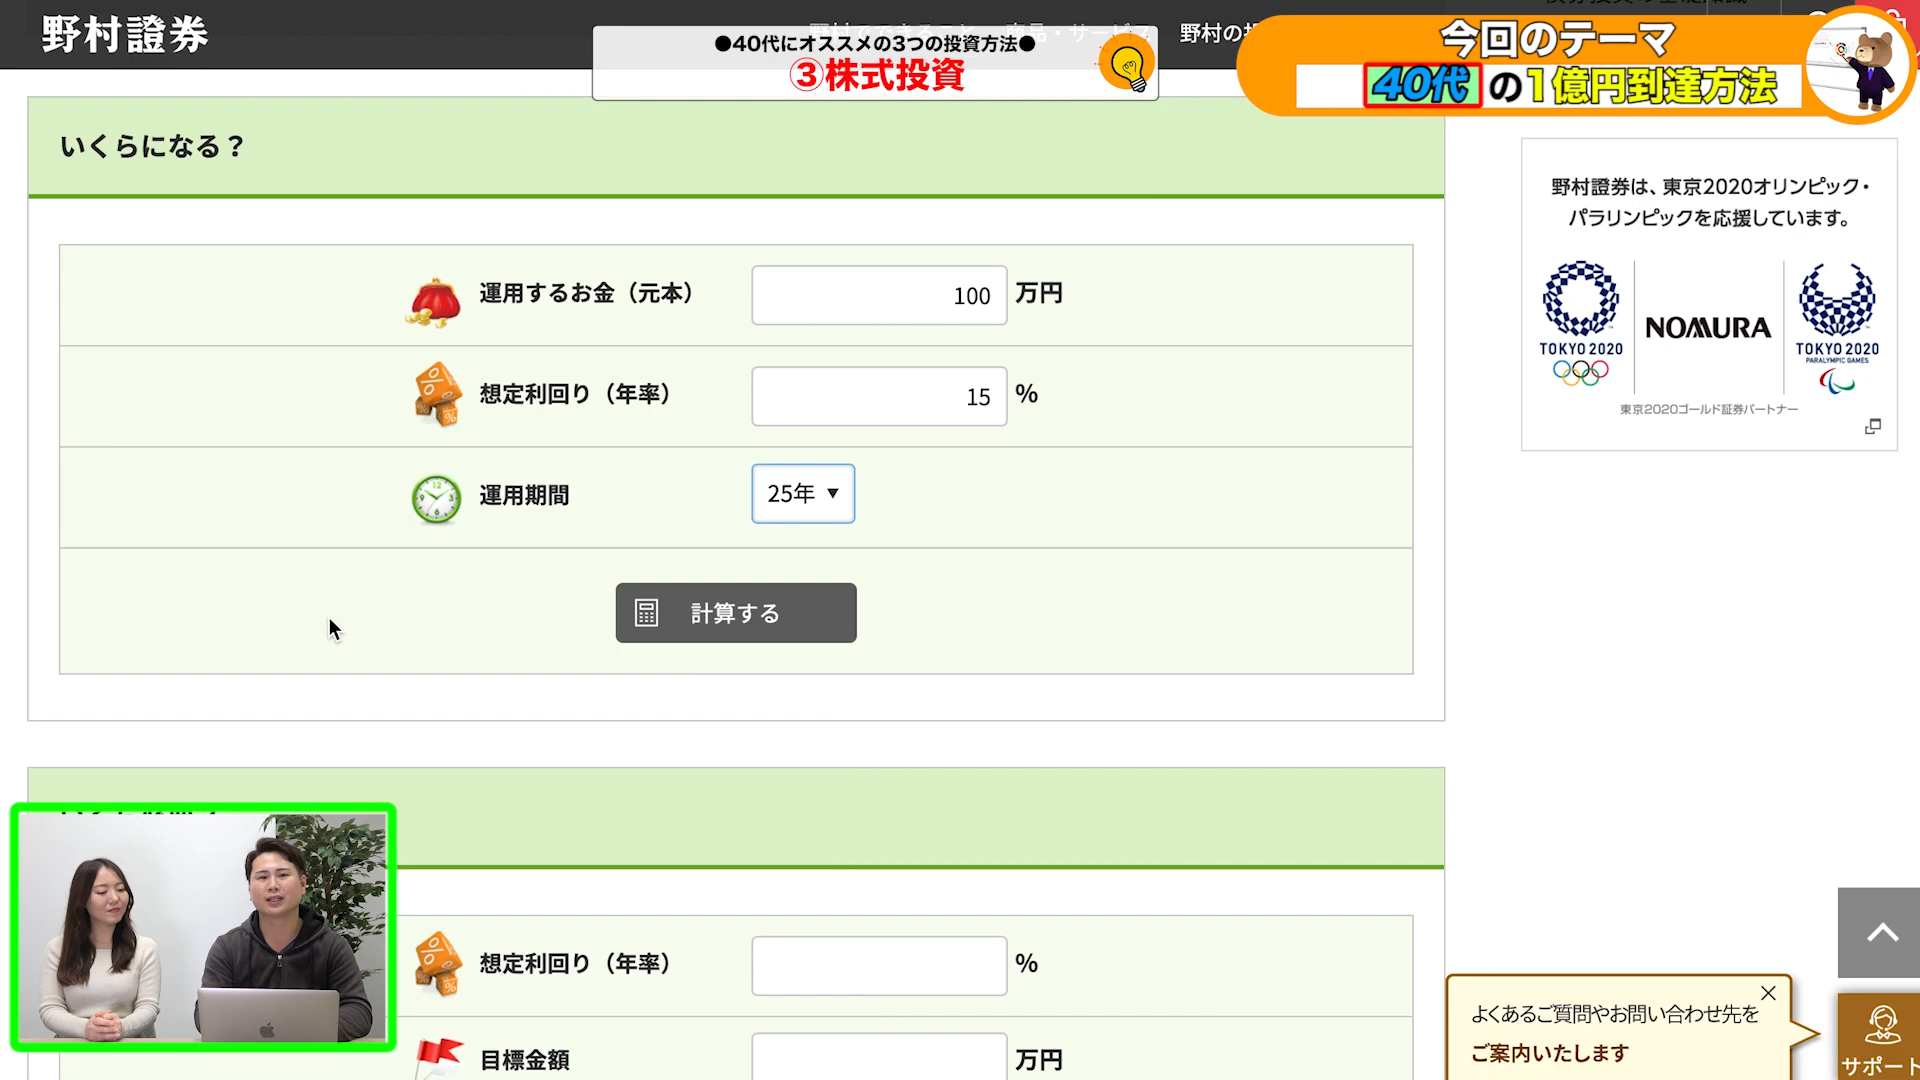 野村證券
野村の
●40代にオススメの3つの投資方法●
③株式投資
今回のテーマ
40代の1億円到達方法
いくらになる？
運用するお金（元本）
100
万円
想定利回り（年率）
15
%
運用期間
25年 ▼
計算する
野村證券は、東京2020オリンピック・
パラリンピックを応援しています。
TOKYO 2020
NOMURA
TOKYO 2020
PARALYMPIC GAMES
東京2020ゴールド証券パートナー
想定利回り（年率）
%
目標金額
万円
よくあるご質問やお問い合わせ先を
ご案内いたします
サポート